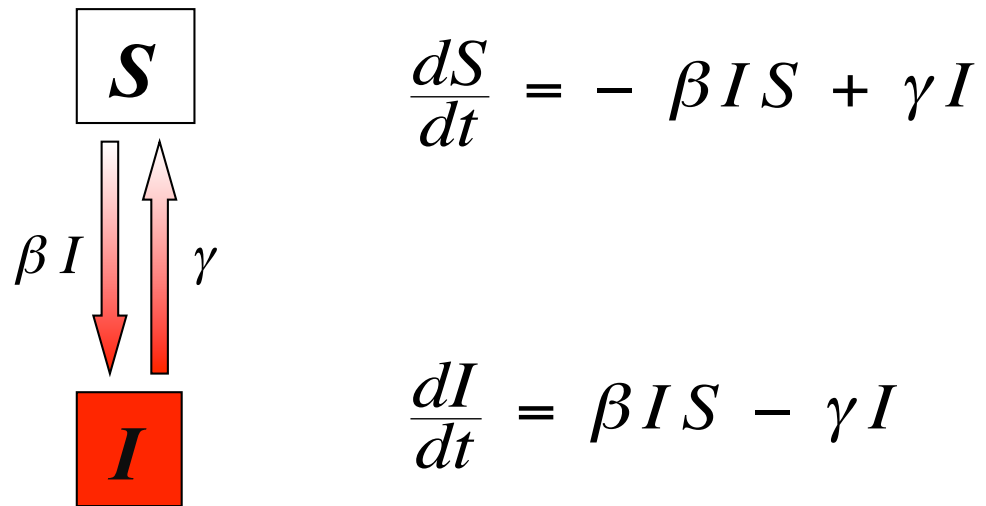 S
dS/dt = − β I S + γ I
β I
γ
I
dI/dt = β I S − γ I